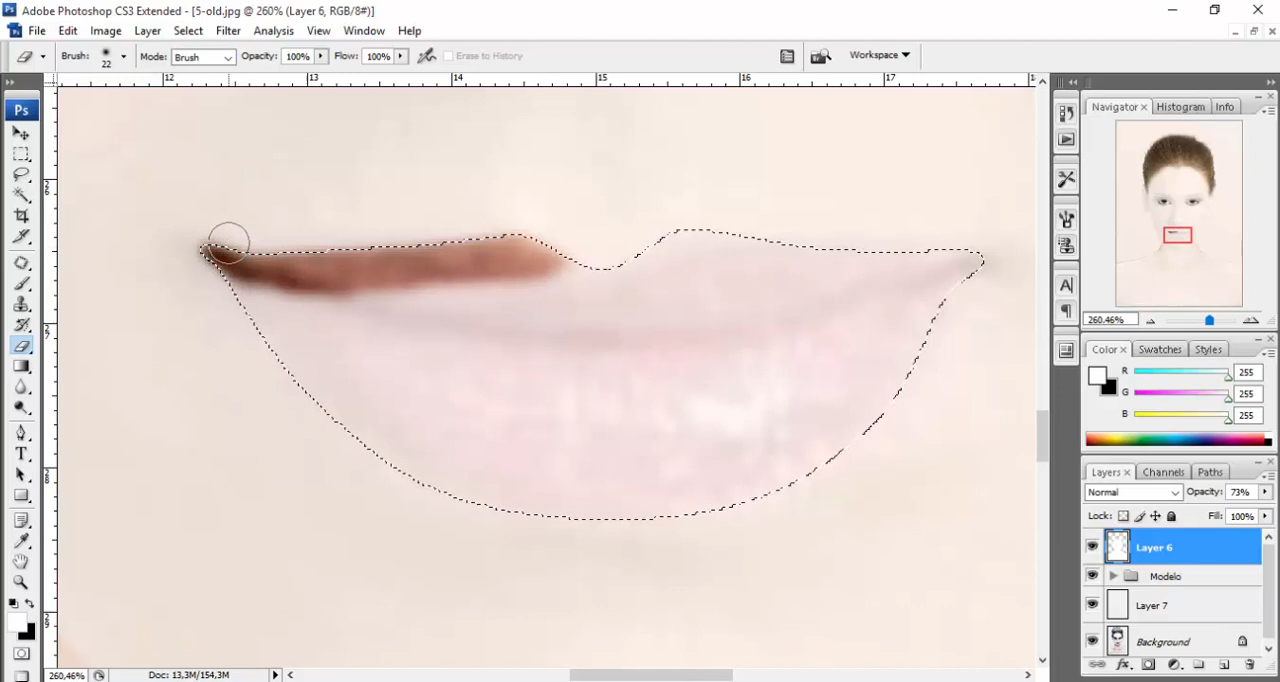 Adobe Photoshop CS3 Extended - [5-old.jpg @ 260% (Layer 6, RGB/8#)]
Ps File Edit Image Layer Select Filter Analysis View Window Help
Brush: 22 Mode: Brush Opacity: 100% Flow: 100% Erase to History Workspace
12 13 14 15 16 17
Ps
Navigator Histogram Info
260.46%
Color Swatches Styles
R 255
G 255
B 255
Layers Channels Paths
Normal Opacity: 73%
Lock: Fill: 100%
Layer 6
Modelo
Layer 7
Background
260,46% Doc: 13,3M/154,3M